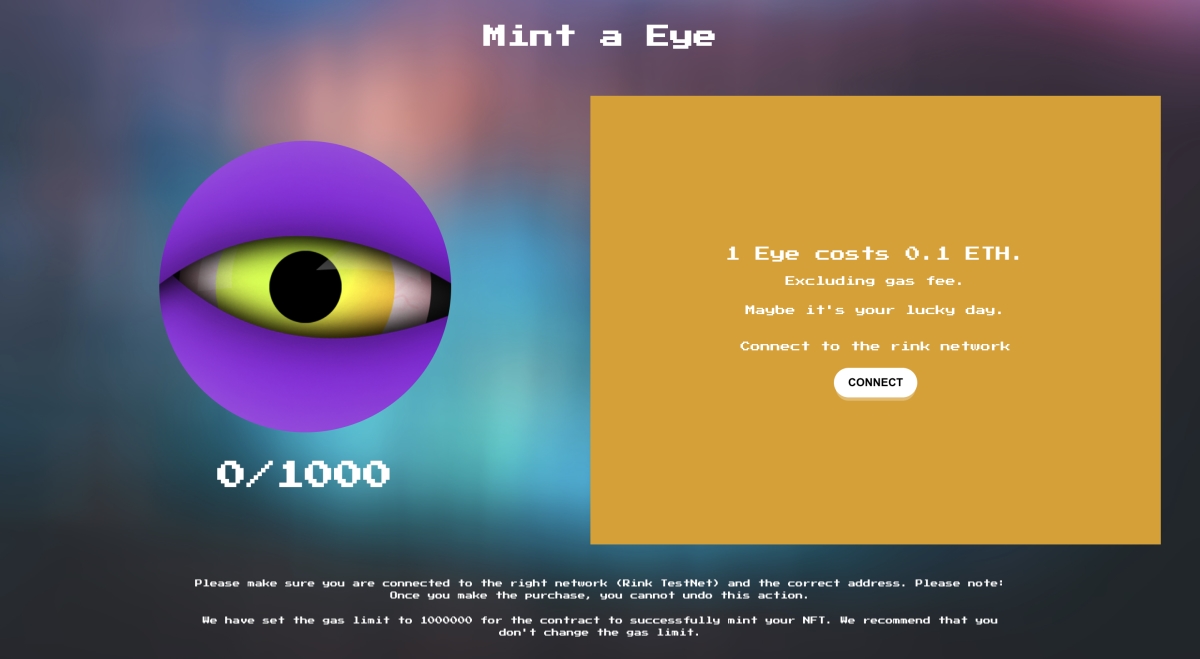 Mint a Eye
1 Eye costs 0.1 ETH.
Excluding gas fee.
Maybe it's your lucky day.
Connect to the rink network
CONNECT
0/1000
Please make sure you are connected to the right network (Rink TestNet) and the correct address. Please note:
Once you make the purchase, you cannot undo this action.
We have set the gas limit to 1000000 for the contract to successfully mint your NFT. We recommend that you
don't change the gas limit.